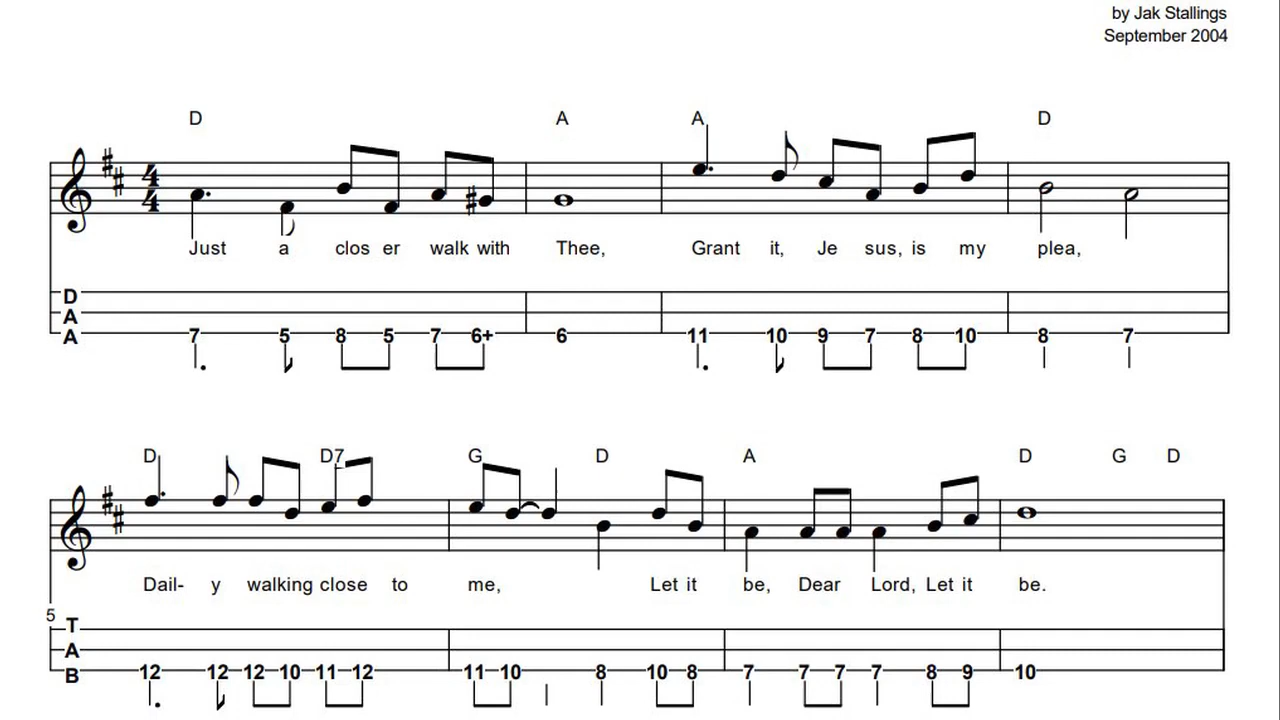 by Jak Stallings
September 2004
D A A D
4
4
Just a clos er walk with Thee, Grant it, Je sus, is my plea,
D
A
A
7 5 8 5 7 6+ 6 11 10 9 7 8 10 8 7
D D7 G D A D G D
Dail- y walking close to me, Let it be, Dear Lord, Let it be.
5
T
A
B
12 12 12 10 11 12 11 10 8 10 8 7 7 7 7 8 9 10